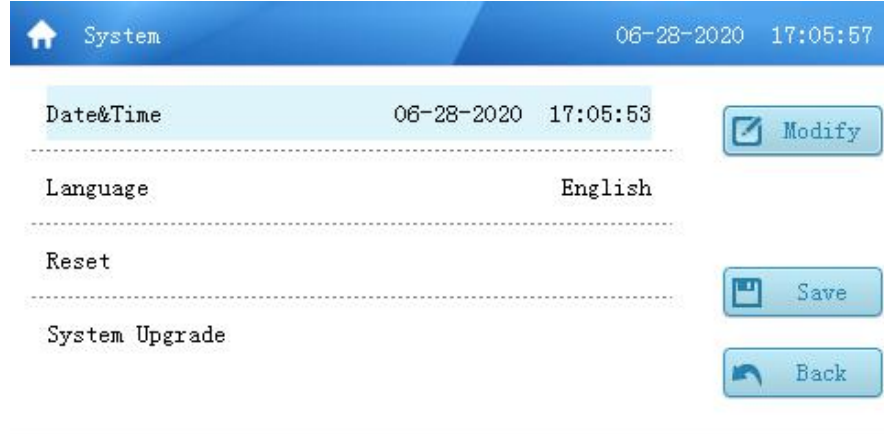 System 06-28-2020 17:05:57
Date&Time 06-28-2020 17:05:53
Modify
Language English
Reset
Save
System Upgrade
Back